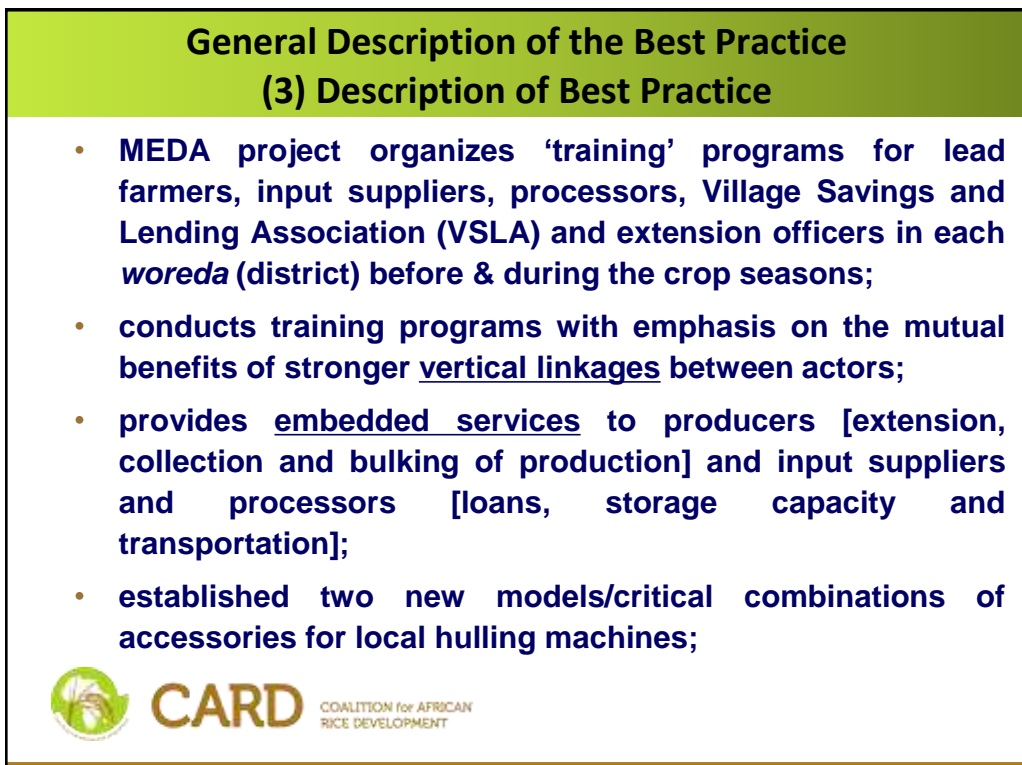 General Description of the Best Practice
(3) Description of Best Practice
• MEDA project organizes ‘training’ programs for lead
farmers, input suppliers, processors, Village Savings and
Lending Association (VSLA) and extension officers in each
woreda (district) before & during the crop seasons;
• conducts training programs with emphasis on the mutual
benefits of stronger vertical linkages between actors;
• provides embedded services to producers [extension,
collection and bulking of production] and input suppliers
and processors [loans, storage capacity and
transportation];
• established two new models/critical combinations of
accessories for local hulling machines;
CARD
COALITION for AFRICAN
RICE DEVELOPMENT